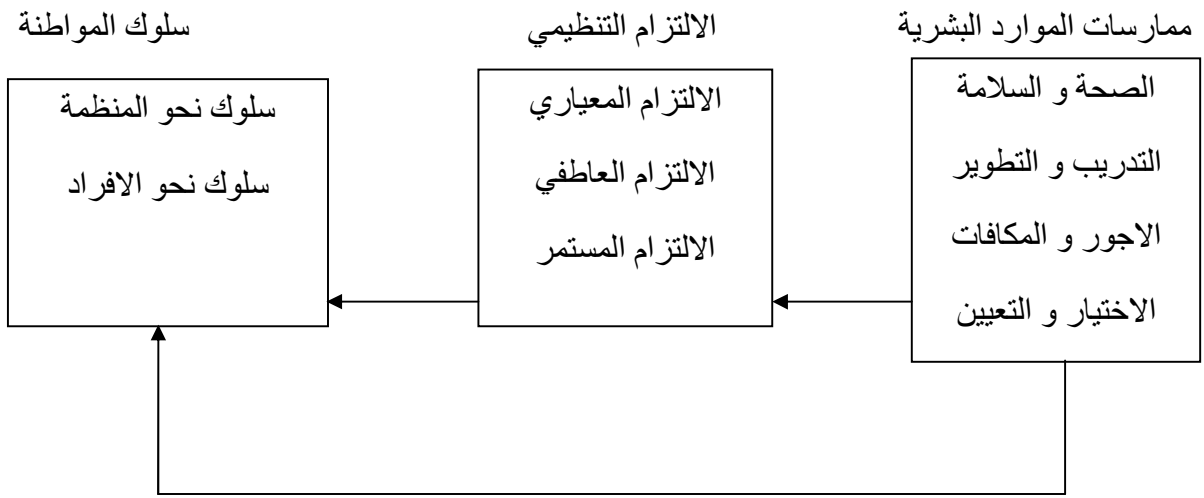 ممارسات الموارد البشرية
الصحة و السلامة
التدريب و التطوير
الاجور و المكافات
الاختيار و التعيين
الالتزام التنظيمي
الالتزام المعياري
الالتزام العاطفي
الالتزام المستمر
سلوك المواطنة
سلوك نحو المنظمة
سلوك نحو الافراد